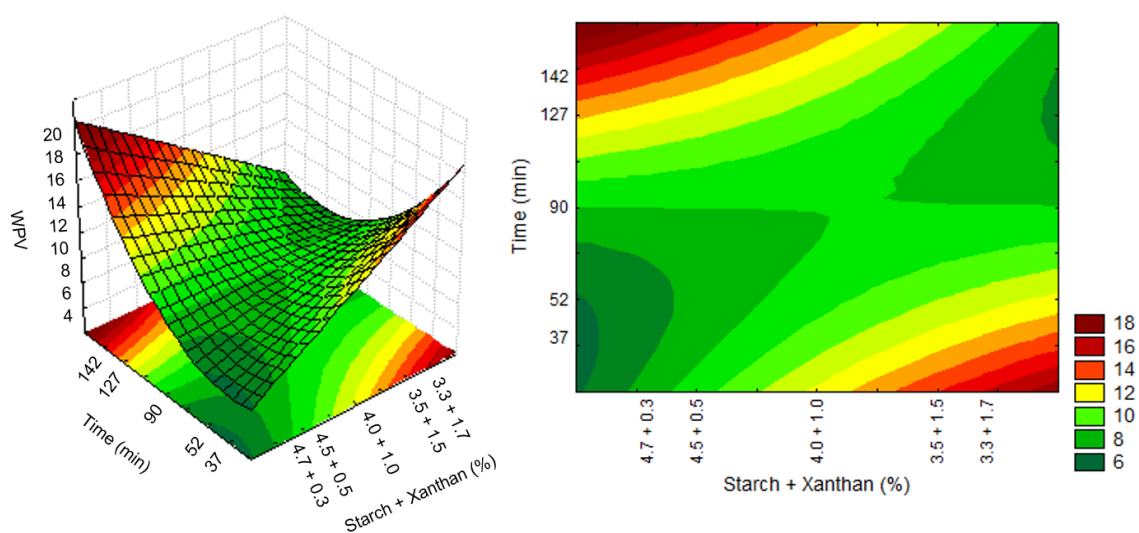 20
18
16
14
12
10
8
6
4
WPV
142
127
90
52
37
Time (min)
4.7 + 0.3
4.5 + 0.5
4.0 + 1.0
3.5 + 1.5
3.3 + 1.7
Starch + Xanthan (%)
142
127
90
52
37
Time (min)
4.7 + 0.3
4.5 + 0.5
4.0 + 1.0
3.5 + 1.5
3.3 + 1.7
Starch + Xanthan (%)
18
16
14
12
10
8
6